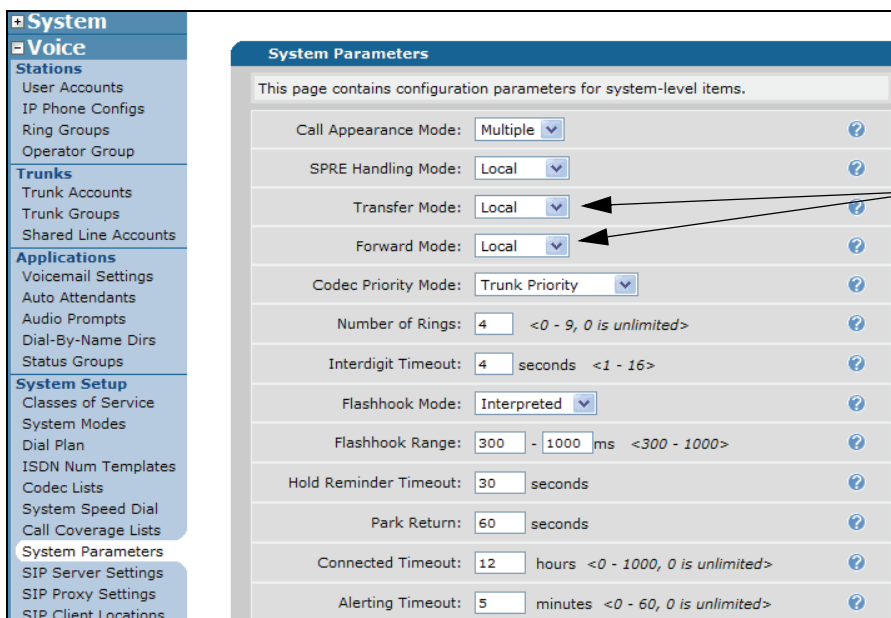 System
Voice
Stations
User Accounts
IP Phone Configs
Ring Groups
Operator Group
Trunks
Trunk Accounts
Trunk Groups
Shared Line Accounts
Applications
Voicemail Settings
Auto Attendants
Audio Prompts
Dial-By-Name Dirs
Status Groups
System Setup
Classes of Service
System Modes
Dial Plan
ISDN Num Templates
Codec Lists
System Speed Dial
Call Coverage Lists
System Parameters
SIP Server Settings
SIP Proxy Settings
SIP Client Locations
System Parameters
This page contains configuration parameters for system-level items.
Call Appearance Mode: Multiple
SPRE Handling Mode: Local
Transfer Mode: Local
Forward Mode: Local
Codec Priority Mode: Trunk Priority
Number of Rings: 4 <0 - 9, 0 is unlimited>
Interdigit Timeout: 4 seconds <1 - 16>
Flashhook Mode: Interpreted
Flashhook Range: 300 - 1000 ms <300 - 1000>
Hold Reminder Timeout: 30 seconds
Park Return: 60 seconds
Connected Timeout: 12 hours <0 - 1000, 0 is unlimited>
Alerting Timeout: 5 minutes <0 - 60, 0 is unlimited>